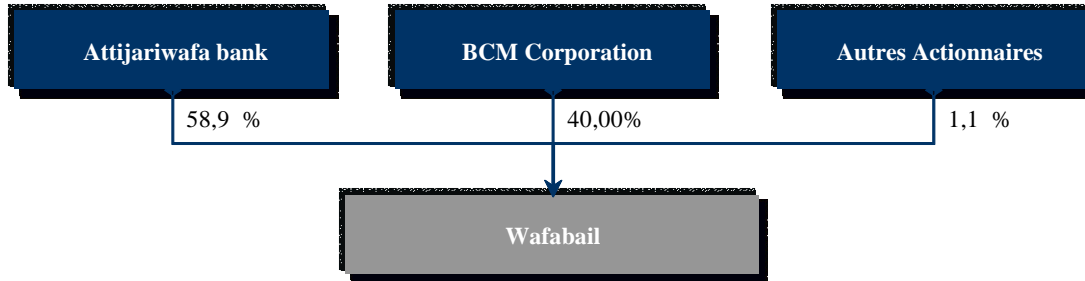 Attijariwafa bank
BCM Corporation
Autres Actionnaires
58,9 %
40,00%
1,1 %
Wafabail